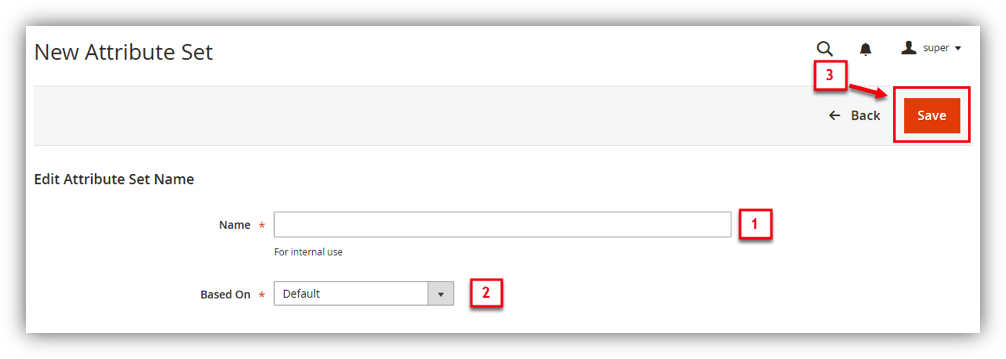 New Attribute Set
super
3
← Back
Save
Edit Attribute Set Name
Name *
1
For internal use
Based On * Default
2